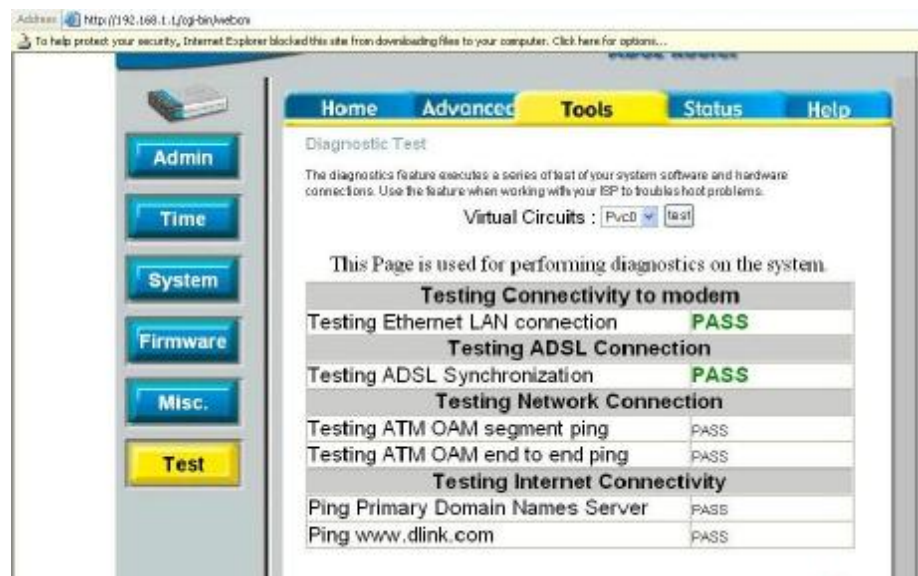 Address http://192.168.1.1/cgi-bin/webcm
To help protect your security, Internet Explorer blocked this site from downloading files to your computer. Click here for options...
Home Advanced Tools Status Help
Admin
Time
System
Firmware
Misc.
Test
Diagnostic Test
The diagnostics feature executes a series of test of your system software and hardware
connections. Use the feature when working with your ISP to troubleshoot problems.
Virtual Circuits : Pvc0 test
This Page is used for performing diagnostics on the system.
Testing Connectivity to modem
Testing Ethernet LAN connection PASS
Testing ADSL Connection
Testing ADSL Synchronization PASS
Testing Network Connection
Testing ATM OAM segment ping PASS
Testing ATM OAM end to end ping PASS
Testing Internet Connectivity
Ping Primary Domain Names Server PASS
Ping www.dlink.com PASS